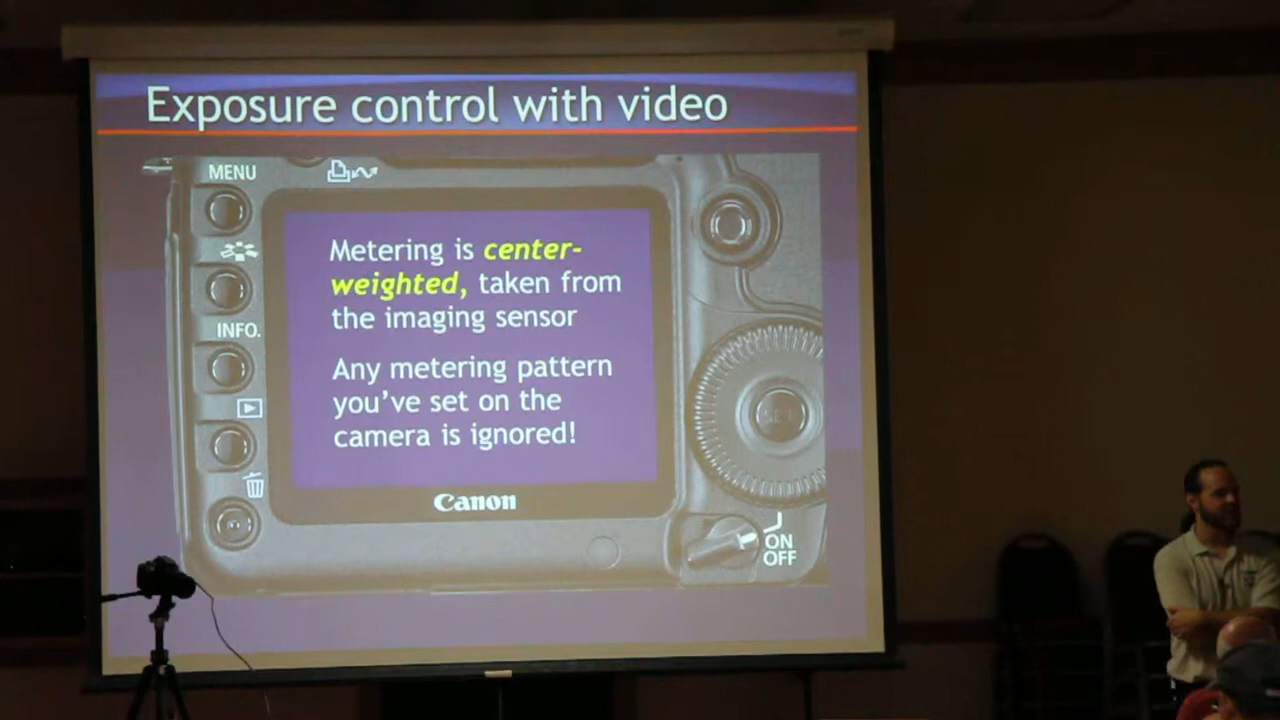 Exposure control with video
MENU
Metering is center-
weighted, taken from
the imaging sensor
INFO.
Any metering pattern
you've set on the
camera is ignored!
SET
Canon
ON
OFF